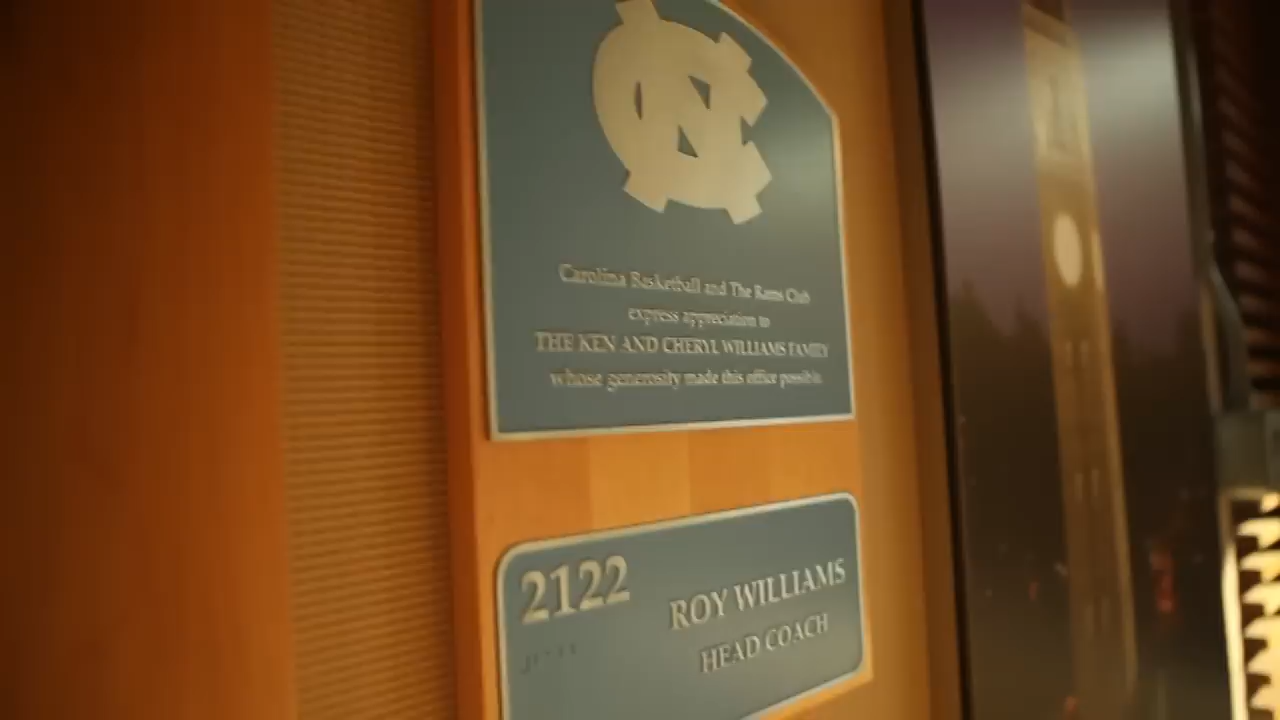 NC
Carolina Basketball and The Rams Club
express appreciation to
THE KEN AND CHERYL WILLIAMS FAMILY
whose generosity made this office possible.
2122
ROY WILLIAMS
HEAD COACH